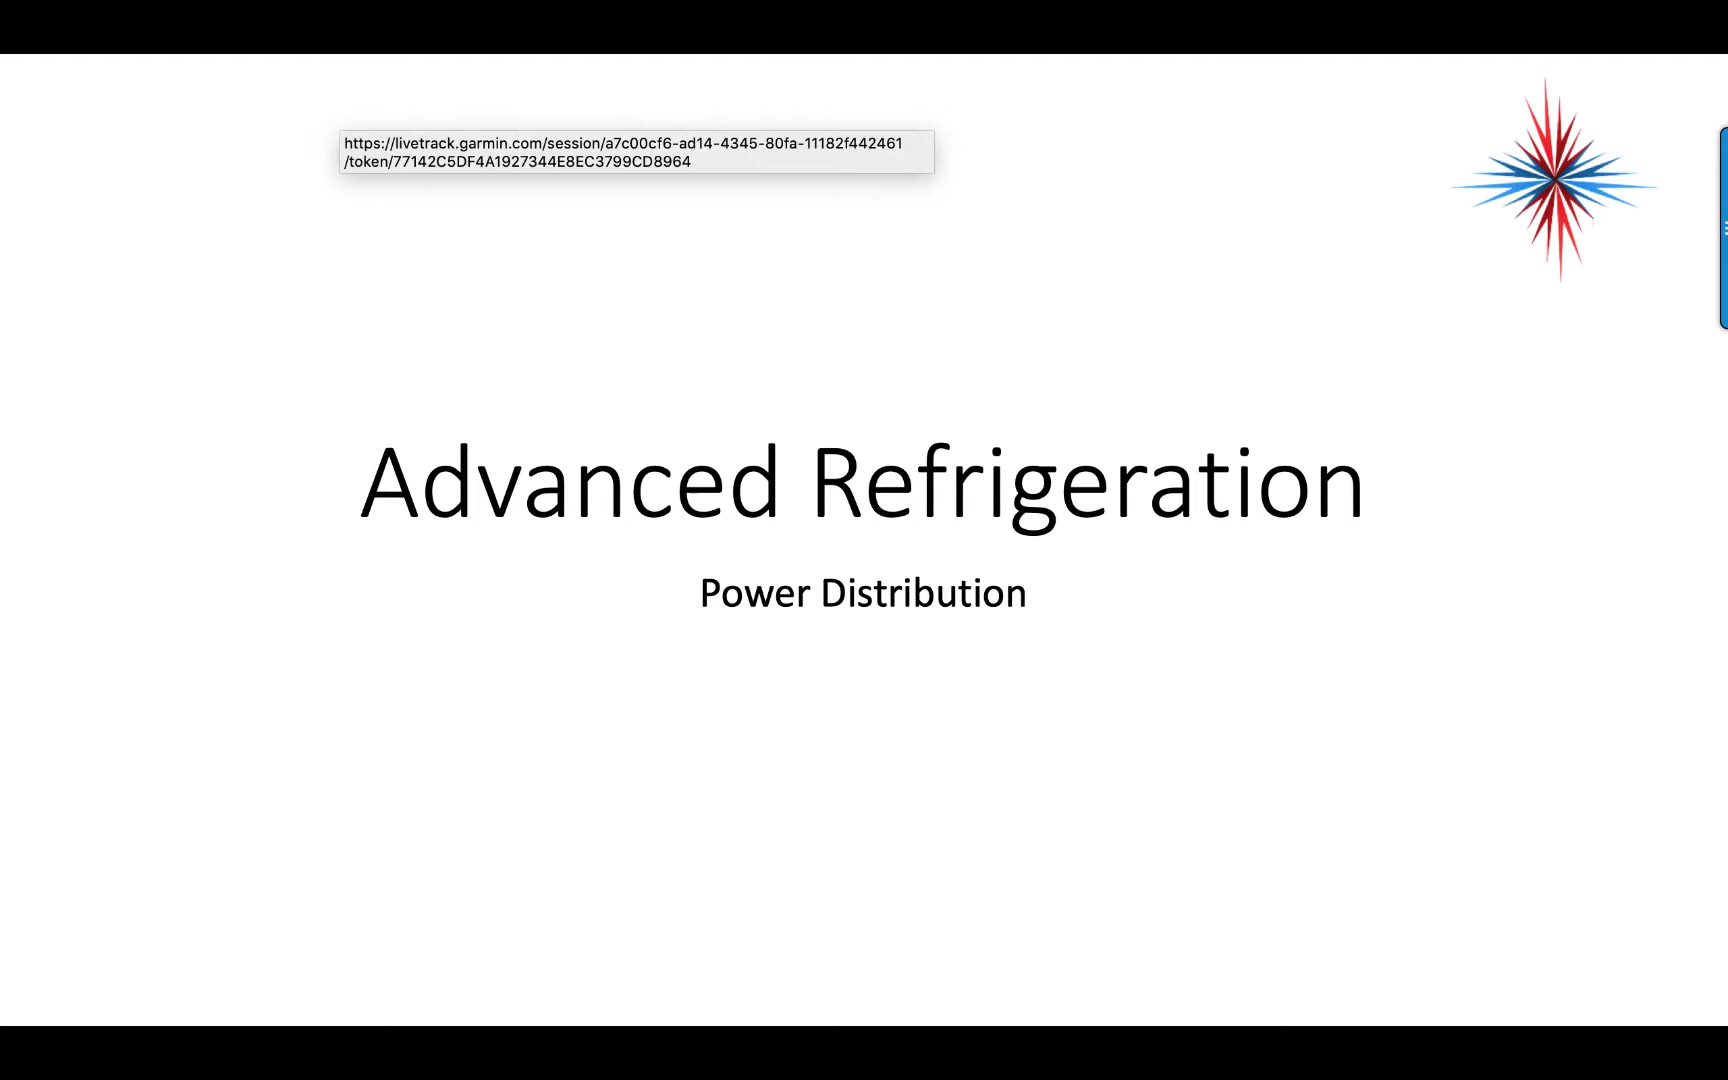 https://livetrack.garmin.com/session/a7c00cf6-ad14-4345-80fa-11182f442461
/token/77142C5DF4A1927344E8EC3799CD8964
Advanced Refrigeration
Power Distribution